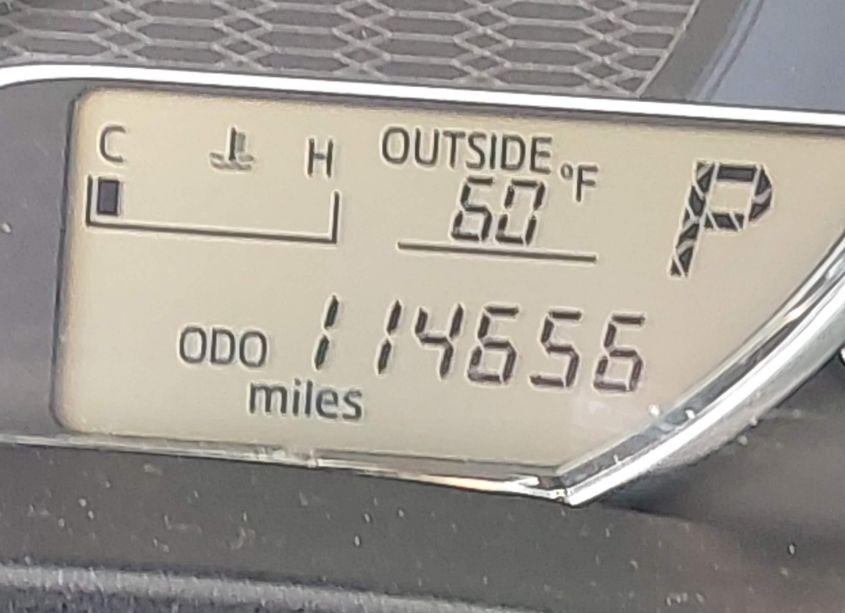 C H OUTSIDE °F P
60
ODO 114656
miles